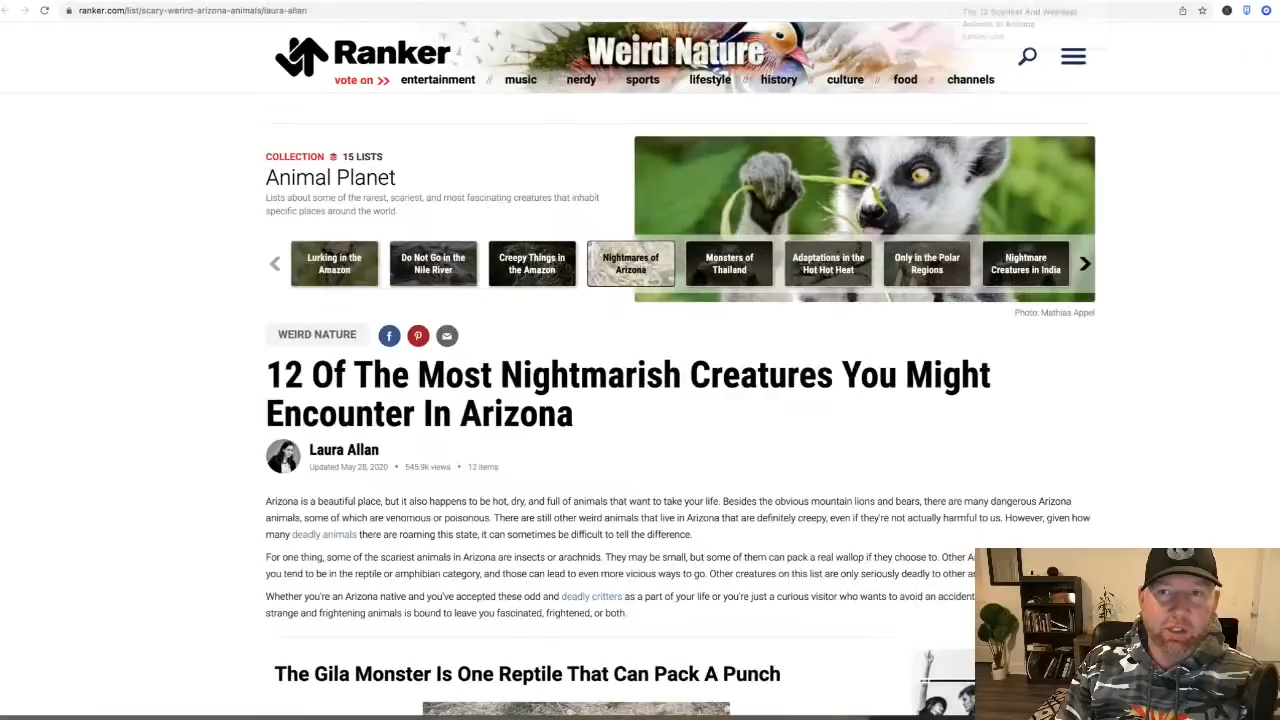 ranker.com/list/scary-weird-arizona-animals/laura-allan
The 12 Scariest And Weirdest
Animals In Arizona
ranker.com
Ranker
Weird Nature
vote on >> entertainment // music // nerdy // sports // lifestyle // history // culture // food // channels
COLLECTION 15 LISTS
Animal Planet
Lists about some of the rarest, scariest, and most fascinating creatures that inhabit
specific places around the world.
Lurking in the
Amazon
Do Not Go in the
Nile River
Creepy Things in
the Amazon
Nightmares of
Arizona
Monsters of
Thailand
Adaptations in the
Hot Hot Heat
Only in the Polar
Regions
Nightmare
Creatures in India
Photo: Mathias Appel
WEIRD NATURE
12 Of The Most Nightmarish Creatures You Might
Encounter In Arizona
Laura Allan
Updated May 28, 2020 • 545.9k views • 12 items
Arizona is a beautiful place, but it also happens to be hot, dry, and full of animals that want to take your life. Besides the obvious mountain lions and bears, there are many dangerous Arizona
animals, some of which are venomous or poisonous. There are still other weird animals that live in Arizona that are definitely creepy, even if they're not actually harmful to us. However, given how
many deadly animals there are roaming this state, it can sometimes be difficult to tell the difference.
For one thing, some of the scariest animals in Arizona are insects or arachnids. They may be small, but some of them can pack a real wallop if they choose to. Other
you tend to be in the reptile or amphibian category, and those can lead to even more vicious ways to go. Other creatures on this list are only seriously deadly to other
Whether you're an Arizona native and you've accepted these odd and deadly critters as a part of your life or you're just a curious visitor who wants to avoid an accident
strange and frightening animals is bound to leave you fascinated, frightened, or both.
The Gila Monster Is One Reptile That Can Pack A Punch